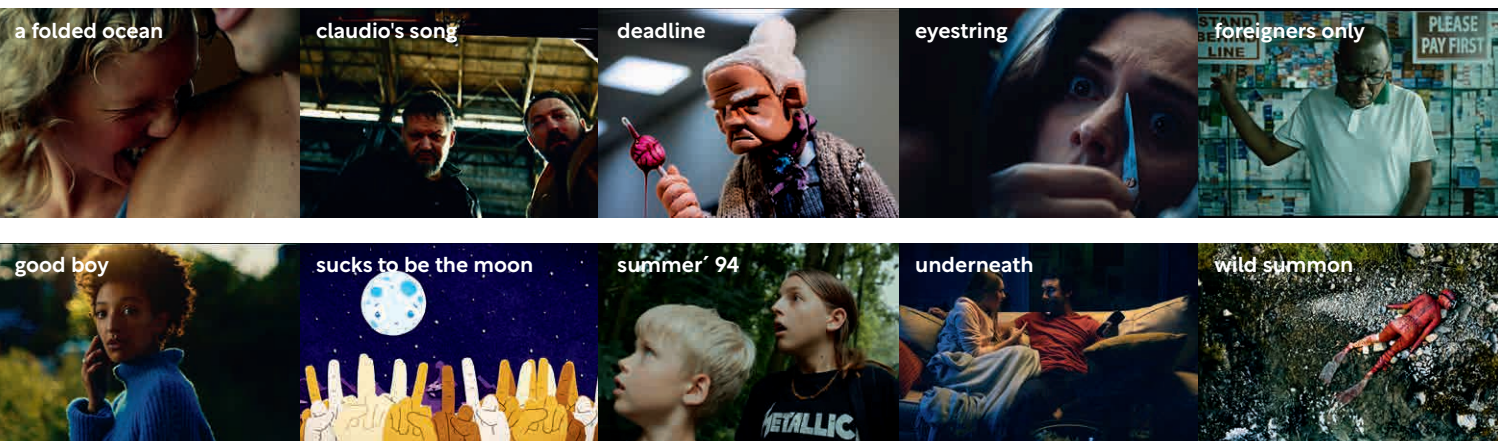 a folded ocean
claudio's song
deadline
eyestring
foreigners only
STAND
BEHIND
LINE
PLEASE
PAY FIRST
good boy
sucks to be the moon
summer´ 94
underneath
wild summon
METALLIC